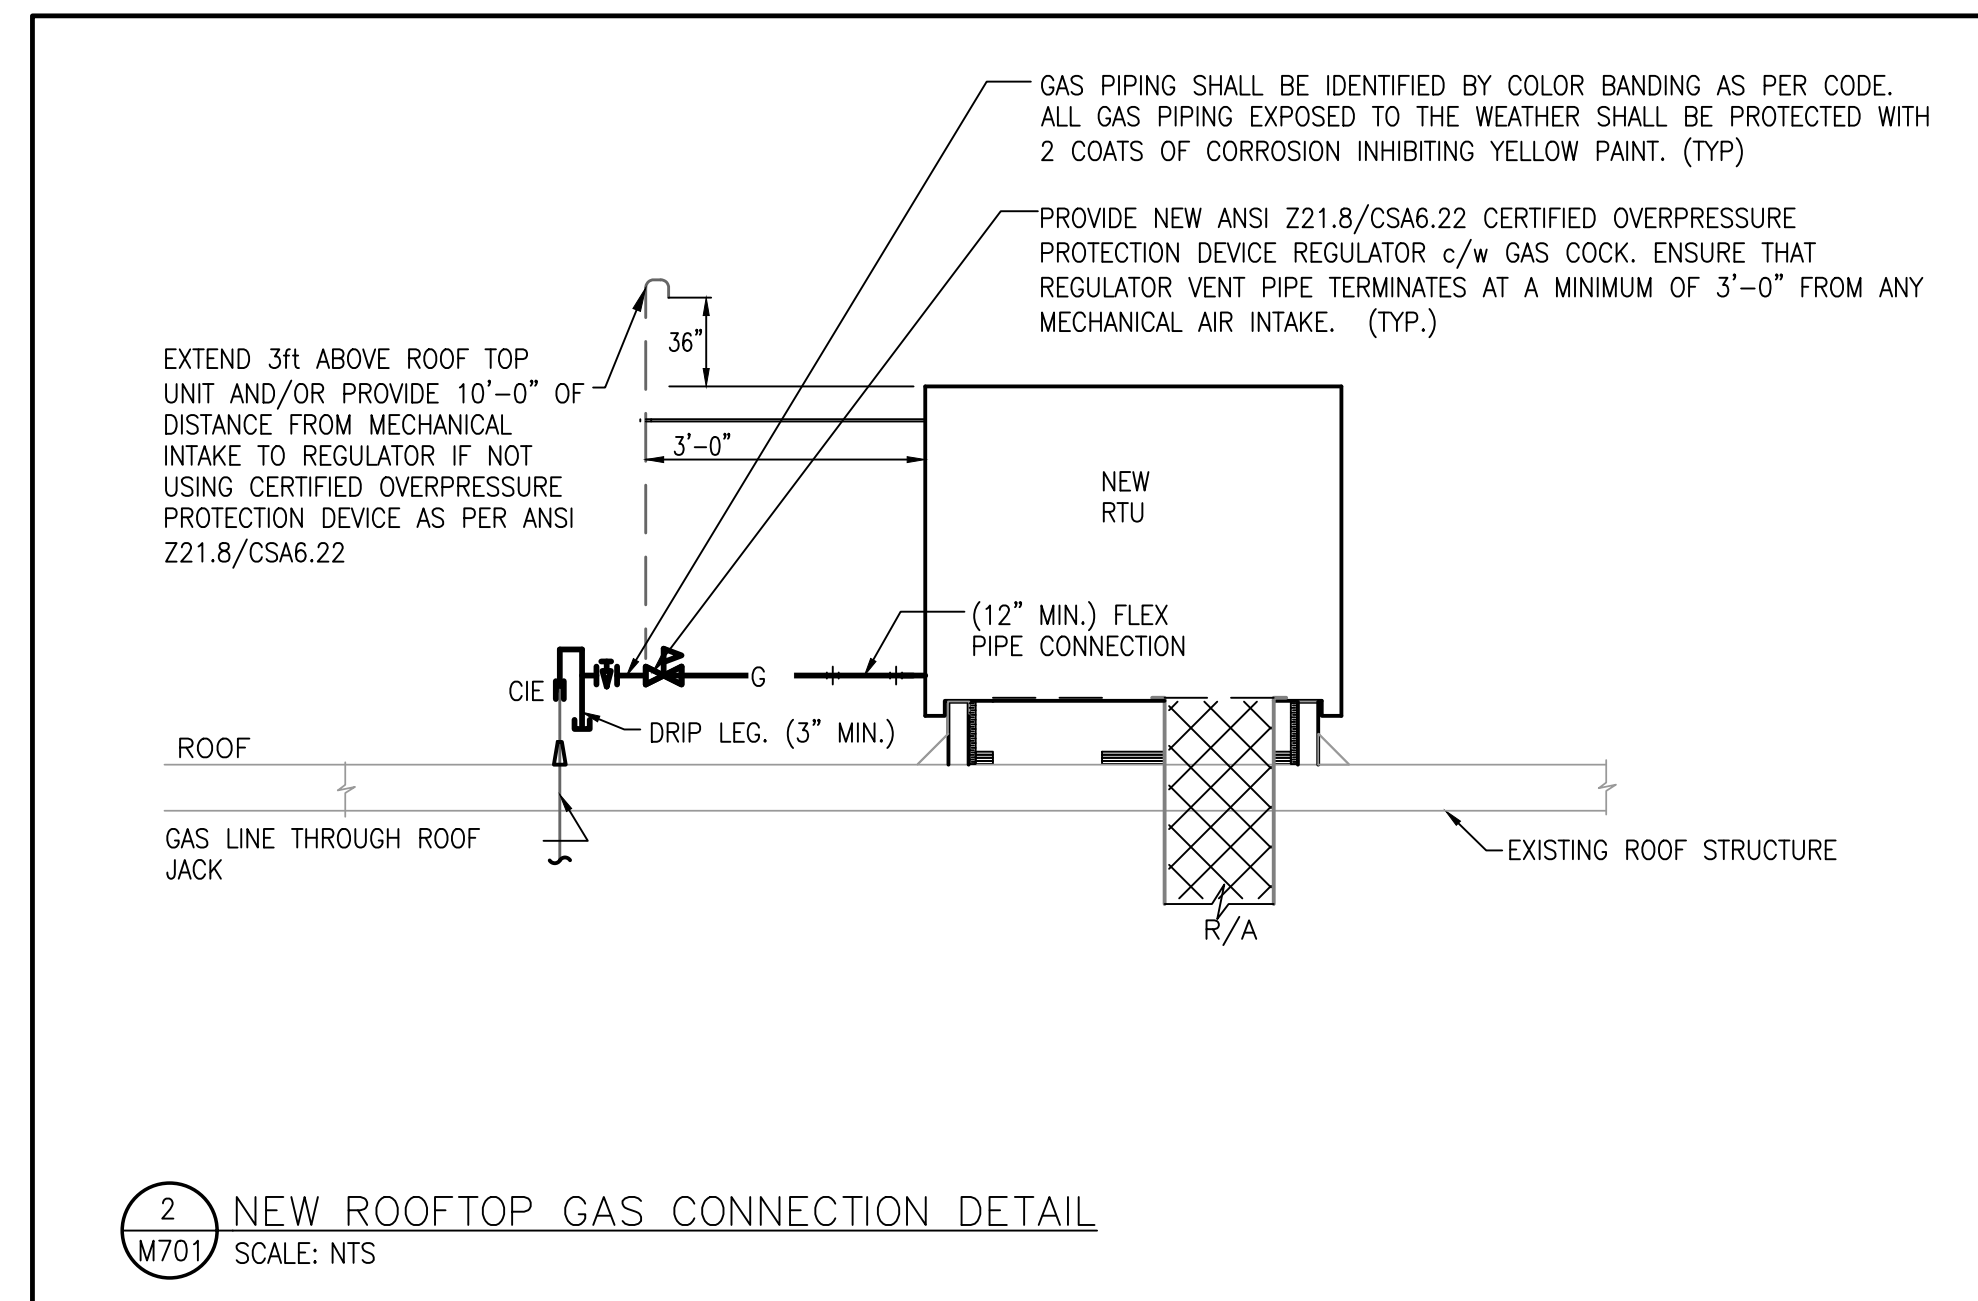 GAS PIPING SHALL BE IDENTIFIED BY COLOR BANDING AS PER CODE.
ALL GAS PIPING EXPOSED TO THE WEATHER SHALL BE PROTECTED WITH
2 COATS OF CORROSION INHIBITING YELLOW PAINT. (TYP)
PROVIDE NEW ANSI Z21.8/CSA6.22 CERTIFIED OVERPRESSURE
PROTECTION DEVICE REGULATOR c/w GAS COCK. ENSURE THAT
REGULATOR VENT PIPE TERMINATES AT A MINIMUM OF 3'-0" FROM ANY
MECHANICAL AIR INTAKE. (TYP.)
36"
EXTEND 3ft ABOVE ROOF TOP
UNIT AND/OR PROVIDE 10'-0" OF
DISTANCE FROM MECHANICAL
INTAKE TO REGULATOR IF NOT
USING CERTIFIED OVERPRESSURE
PROTECTION DEVICE AS PER ANSI
Z21.8/CSA6.22
3'-0"
NEW
RTU
(12" MIN.) FLEX
PIPE CONNECTION
G
CIE
DRIP LEG. (3" MIN.)
ROOF
GAS LINE THROUGH ROOF
JACK
EXISTING ROOF STRUCTURE
R/A
2
M701
NEW ROOFTOP GAS CONNECTION DETAIL
SCALE: NTS